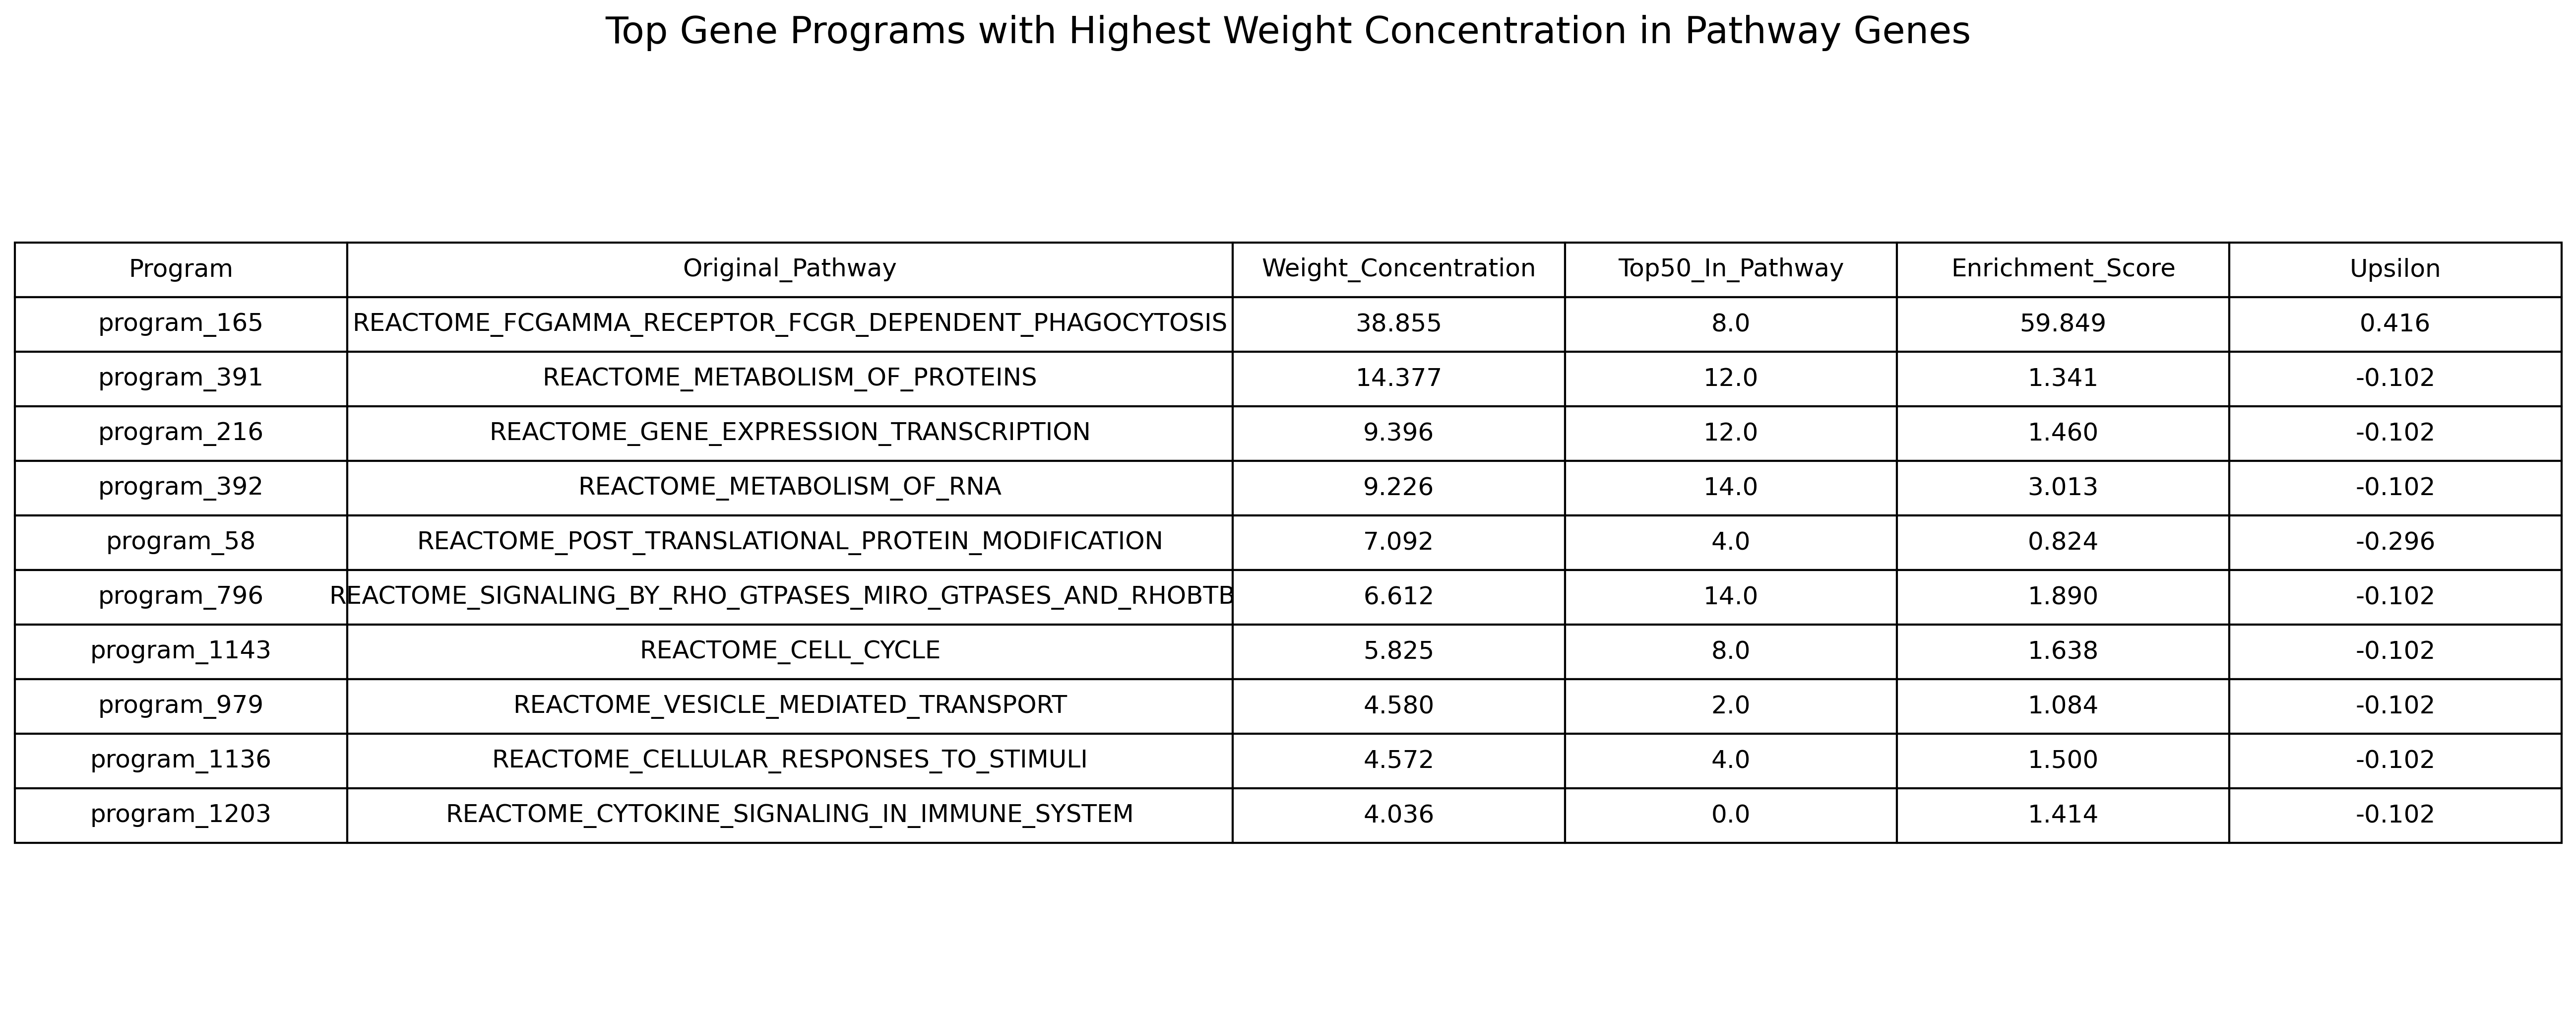 Top Gene Programs with Highest Weight Concentration in Pathway Genes
Program Original_Pathway Weight_Concentration Top50_In_Pathway Enrichment_Score Upsilon
program_165 REACTOME_FCGAMMA_RECEPTOR_FCGR_DEPENDENT_PHAGOCYTOSIS 38.855 8.0 59.849 0.416
program_391 REACTOME_METABOLISM_OF_PROTEINS 14.377 12.0 1.341 -0.102
program_216 REACTOME_GENE_EXPRESSION_TRANSCRIPTION 9.396 12.0 1.460 -0.102
program_392 REACTOME_METABOLISM_OF_RNA 9.226 14.0 3.013 -0.102
program_58 REACTOME_POST_TRANSLATIONAL_PROTEIN_MODIFICATION 7.092 4.0 0.824 -0.296
program_796 REACTOME_SIGNALING_BY_RHO_GTPASES_MIRO_GTPASES_AND_RHOBTB 6.612 14.0 1.890 -0.102
program_1143 REACTOME_CELL_CYCLE 5.825 8.0 1.638 -0.102
program_979 REACTOME_VESICLE_MEDIATED_TRANSPORT 4.580 2.0 1.084 -0.102
program_1136 REACTOME_CELLULAR_RESPONSES_TO_STIMULI 4.572 4.0 1.500 -0.102
program_1203 REACTOME_CYTOKINE_SIGNALING_IN_IMMUNE_SYSTEM 4.036 0.0 1.414 -0.102